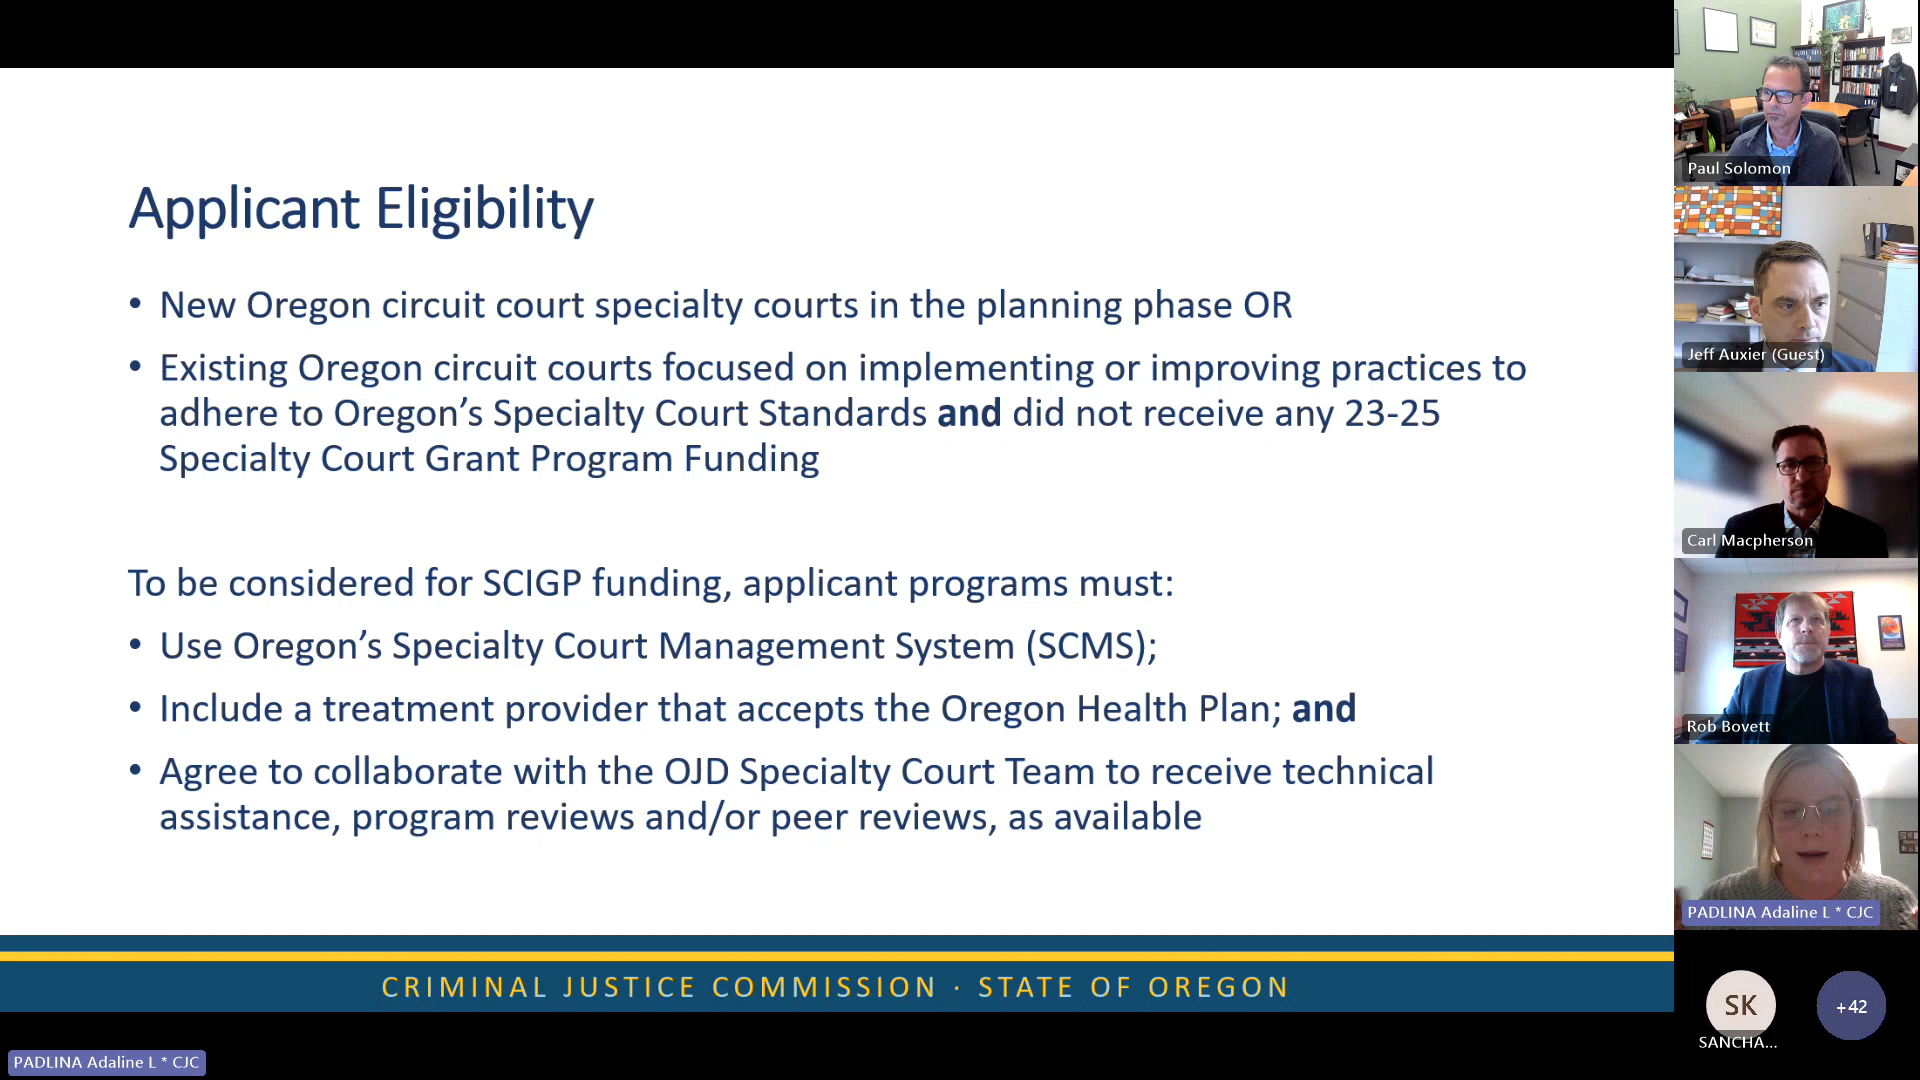 Applicant Eligibility
• New Oregon circuit court specialty courts in the planning phase OR
• Existing Oregon circuit courts focused on implementing or improving practices to
adhere to Oregon’s Specialty Court Standards and did not receive any 23-25
Specialty Court Grant Program Funding
To be considered for SCIGP funding, applicant programs must:
• Use Oregon’s Specialty Court Management System (SCMS);
• Include a treatment provider that accepts the Oregon Health Plan; and
• Agree to collaborate with the OJD Specialty Court Team to receive technical
assistance, program reviews and/or peer reviews, as available
CRIMINAL JUSTICE COMMISSION · STATE OF OREGON
PADLINA Adaline L * CJC
Paul Solomon
Jeff Auxier (Guest)
Carl Macpherson
Rob Bovett
PADLINA Adaline L * CJC
SK
SANCHA...
+42